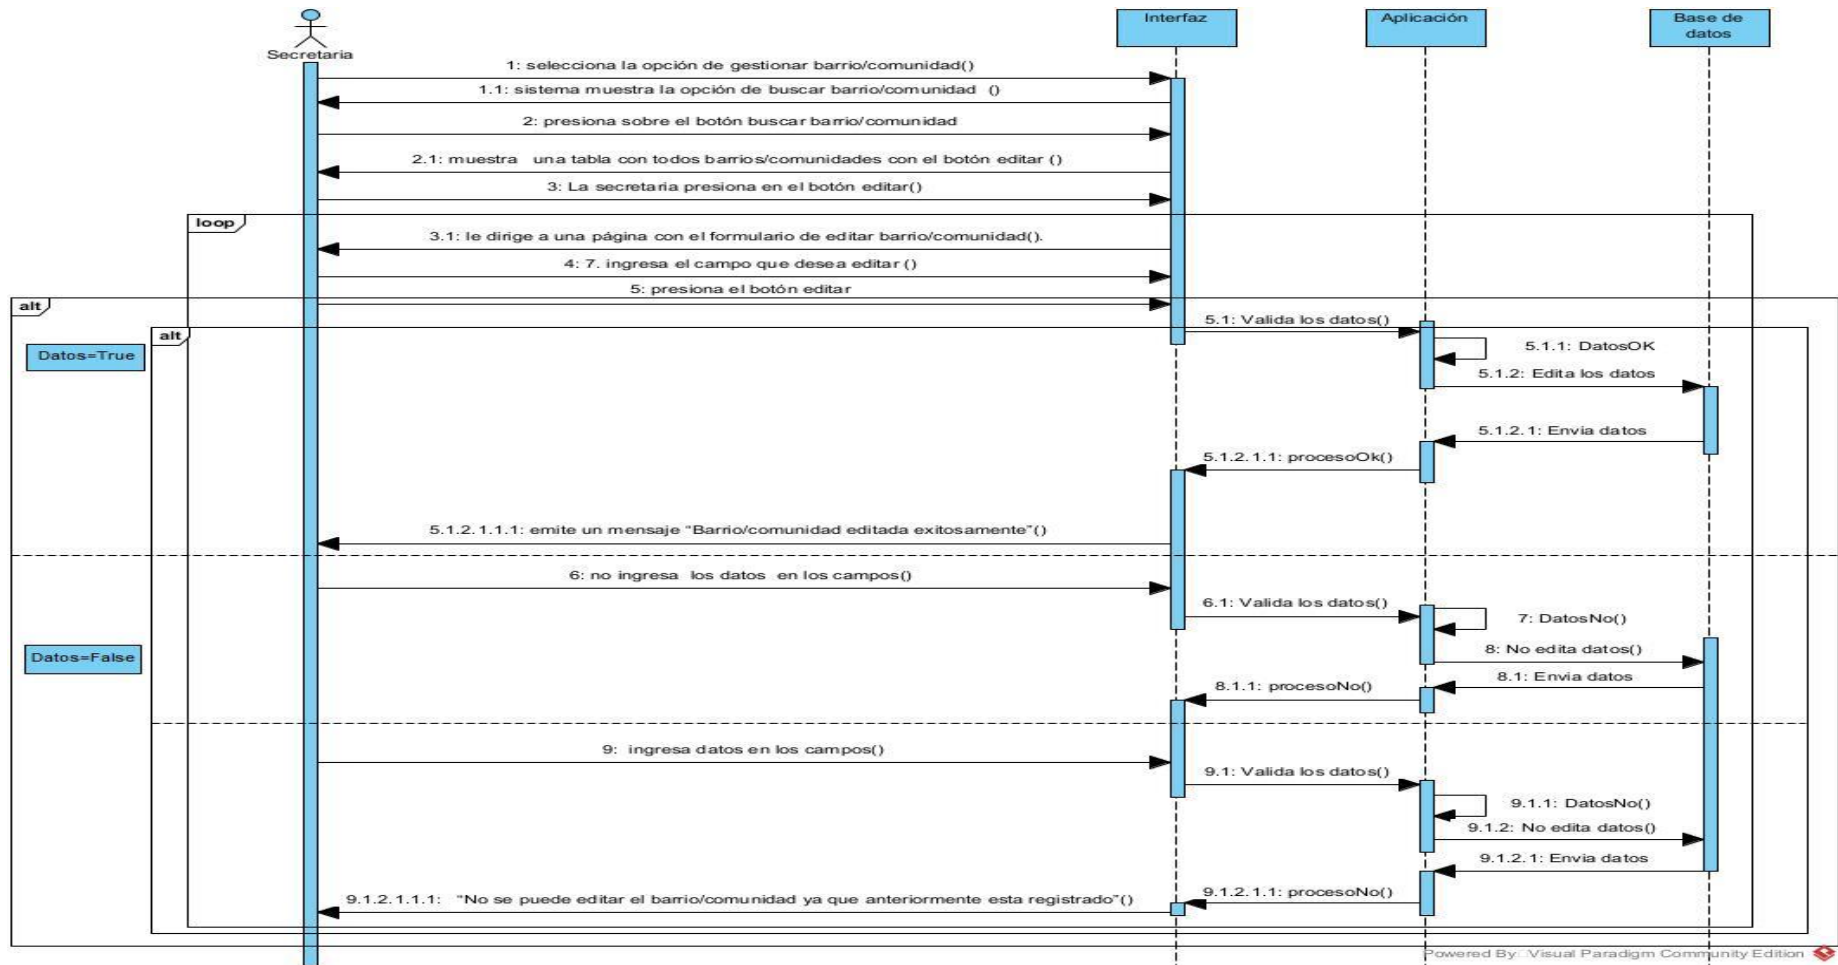 Secretaria
Interfaz
Aplicación
Base de
datos
1: selecciona la opción de gestionar barrio/comunidad()
1.1: sistema muestra la opción de buscar barrio/comunidad ()
2: presiona sobre el botón buscar barrio/comunidad
2.1: muestra una tabla con todos barrios/comunidades con el botón editar ()
3: La secretaria presiona en el botón editar()
loop
3.1: le dirige a una página con el formulario de editar barrio/comunidad().
4: 7. ingresa el campo que desea editar ()
5: presiona el botón editar
alt
alt
5.1: Valida los datos()
Datos=True
5.1.1: DatosOK
5.1.2: Edita los datos
5.1.2.1: Envia datos
5.1.2.1.1: procesoOk()
5.1.2.1.1.1: emite un mensaje "Barrio/comunidad editada exitosamente"()
6: no ingresa los datos en los campos()
6.1: Valida los datos()
7: DatosNo()
Datos=False
8: No edita datos()
8.1: Envia datos
8.1.1: procesoNo()
9: ingresa datos en los campos()
9.1: Valida los datos()
9.1.1: DatosNo()
9.1.2: No edita datos()
9.1.2.1: Envia datos
9.1.2.1.1: procesoNo()
9.1.2.1.1.1: "No se puede editar el barrio/comunidad ya que anteriormente esta registrado"()
Powered By Visual Paradigm Community Edition